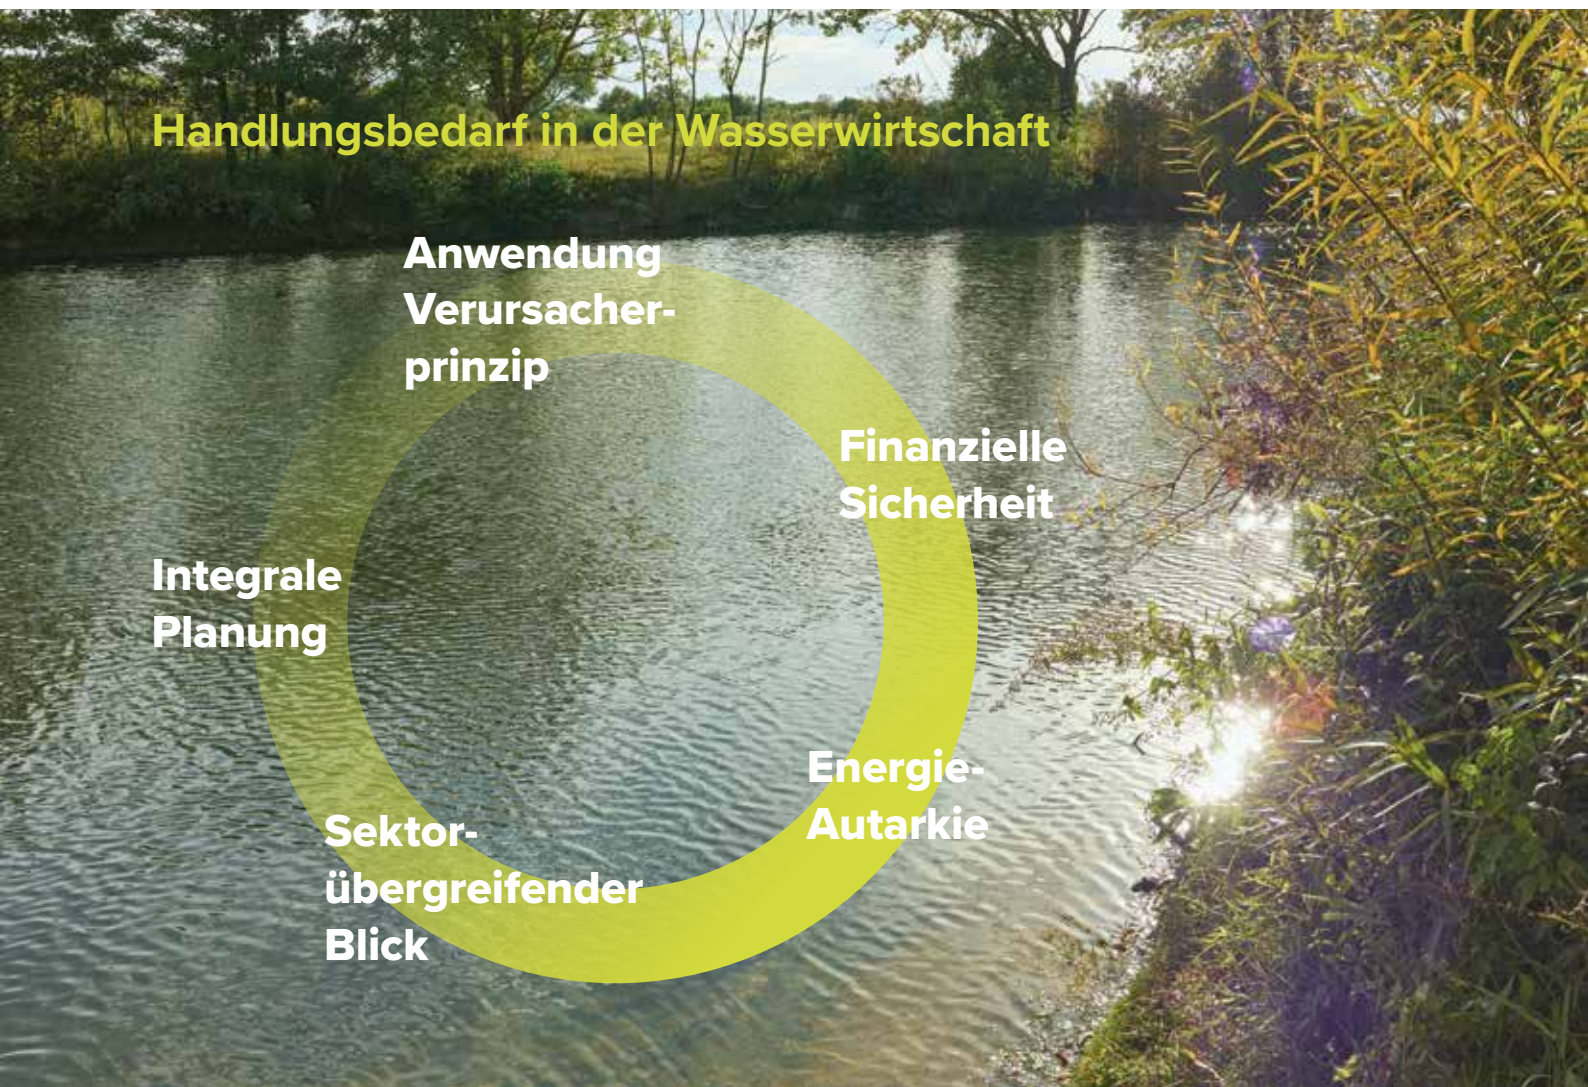 Handlungsbedarf in der Wasserwirtschaft
Anwendung
Verursacher-
prinzip
Finanzielle
Sicherheit
Energie-
Autarkie
Sektor-
übergreifender
Blick
Integrale
Planung